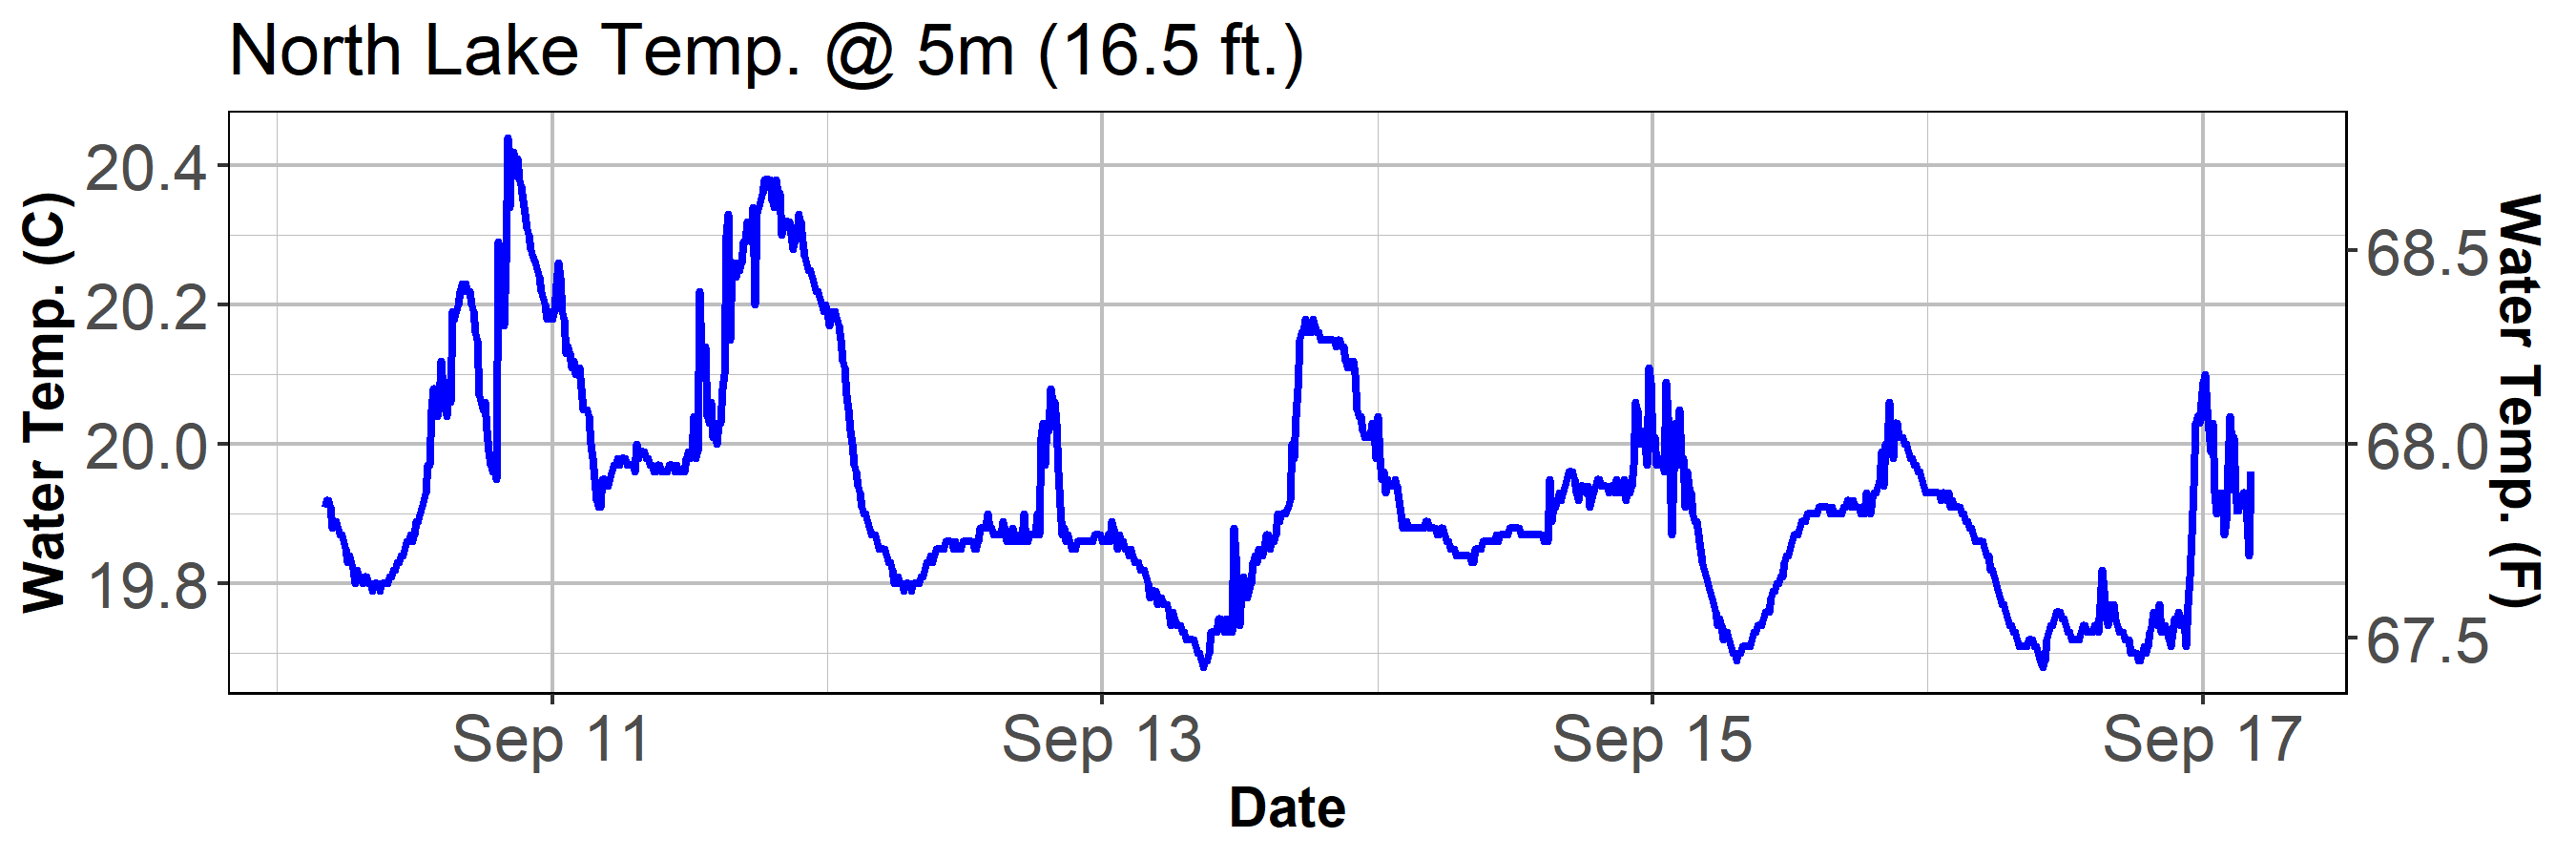 North Lake Temp. @ 5m (16.5 ft.)
Water Temp. (C)
20.4
20.2
20.0
19.8
68.5
68.0
67.5
Water Temp. (F)
Sep 11
Sep 13
Sep 15
Sep 17
Date